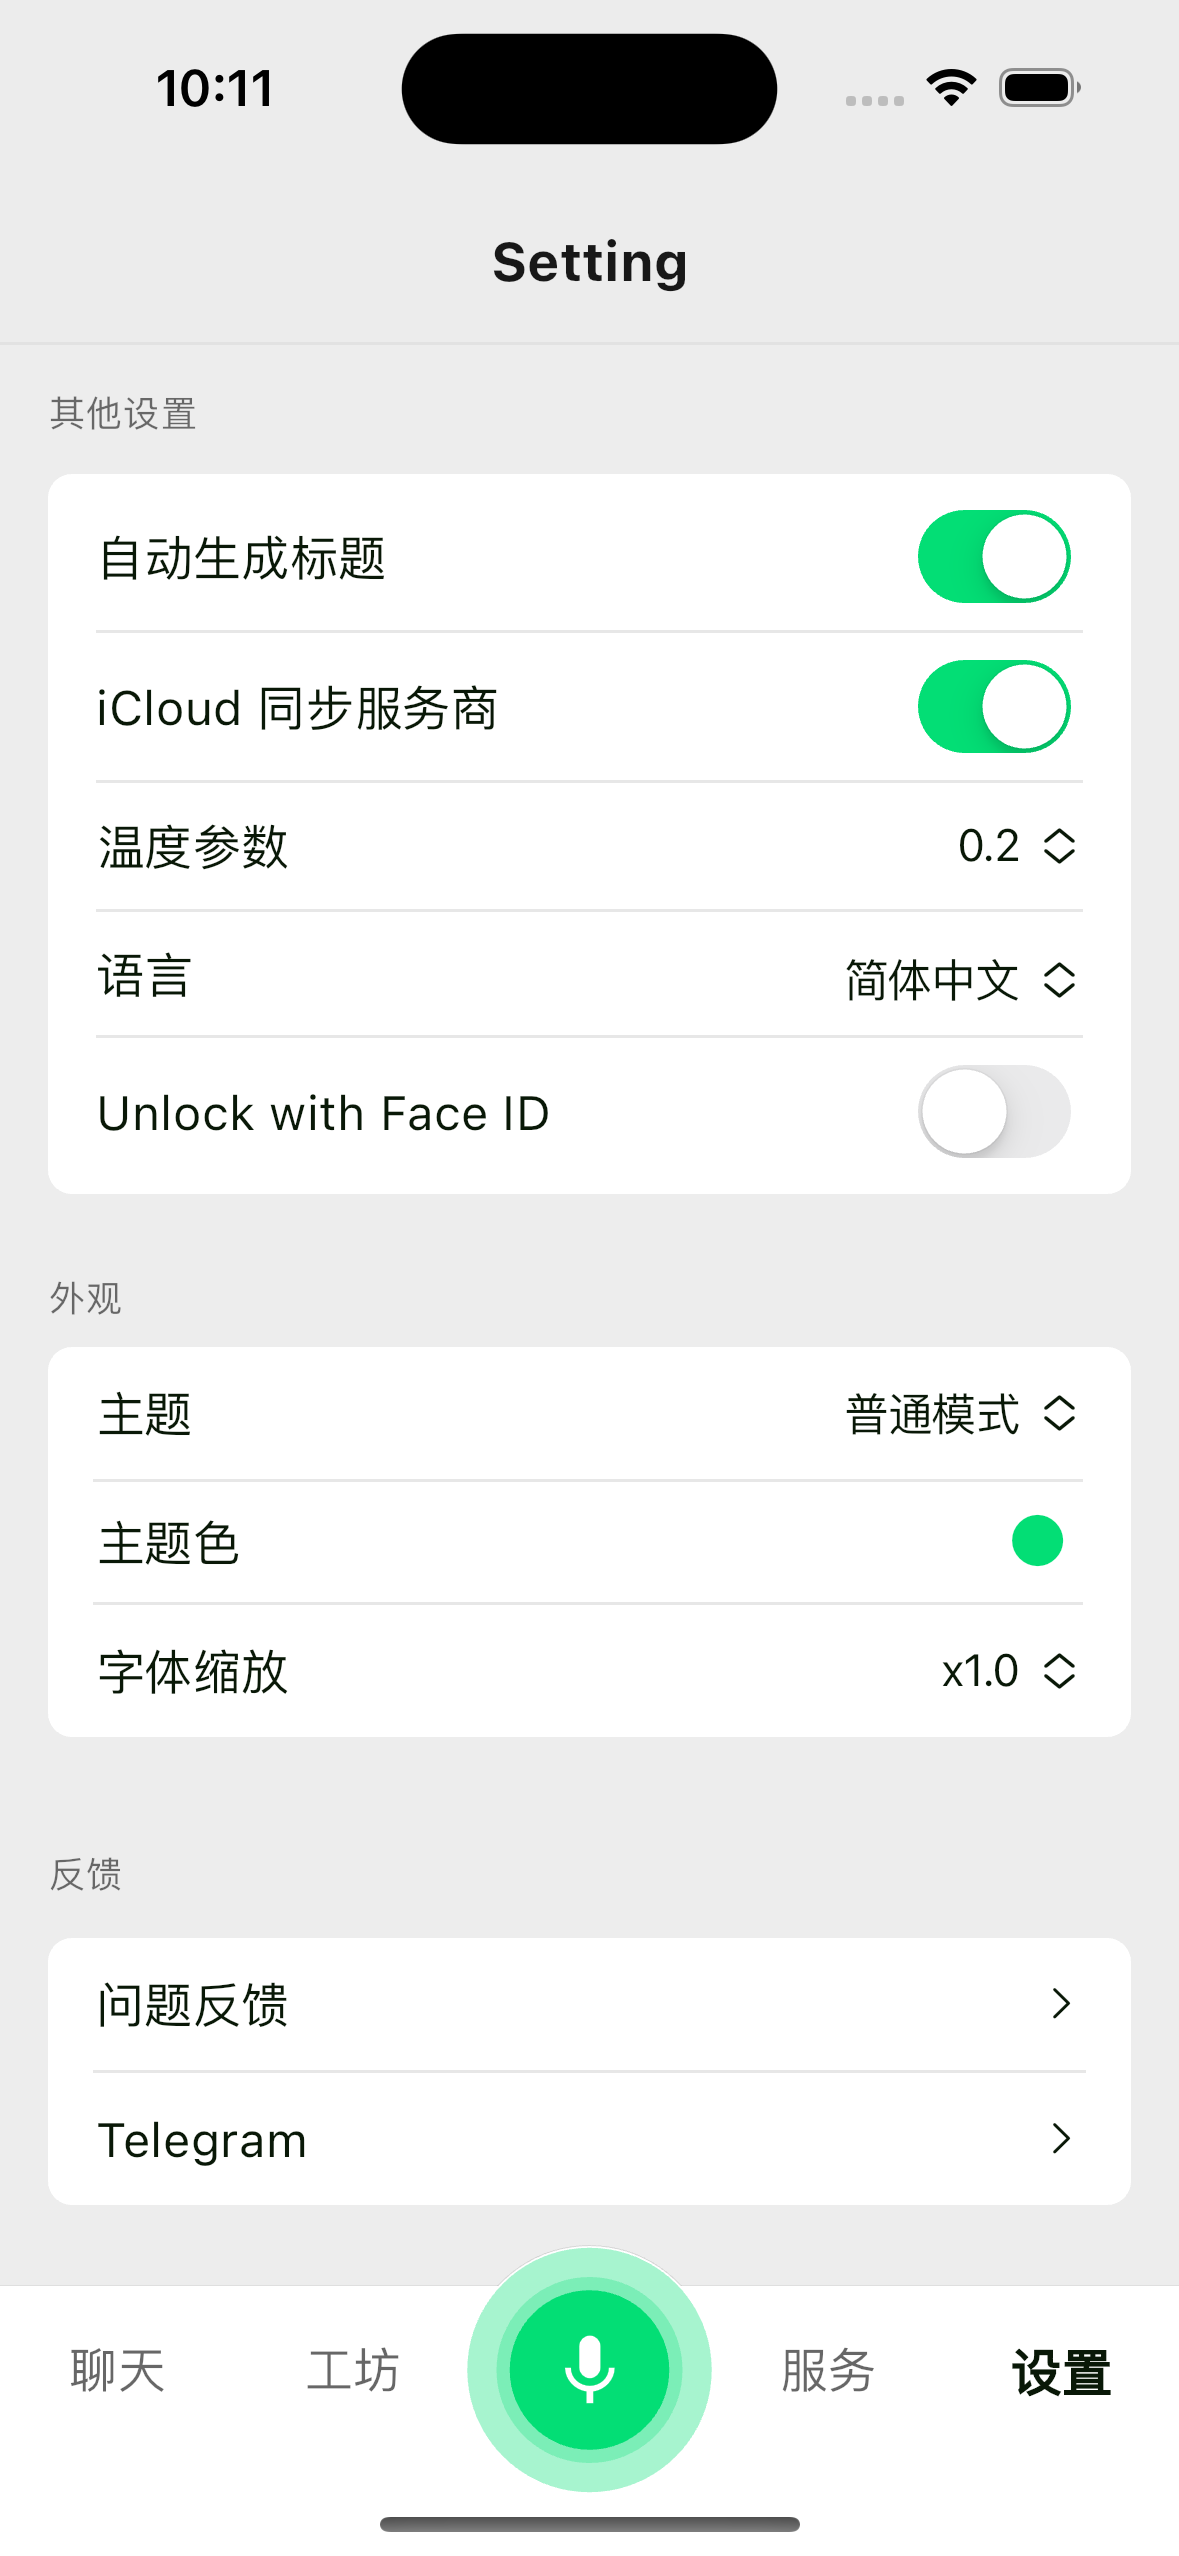 10:11
Setting
其他设置
自动生成标题
iCloud 同步服务商
温度参数 0.2
语言 简体中文
Unlock with Face ID
外观
主题 普通模式
主题色
字体缩放 x1.0
反馈
问题反馈
Telegram
聊天 工坊 服务 设置